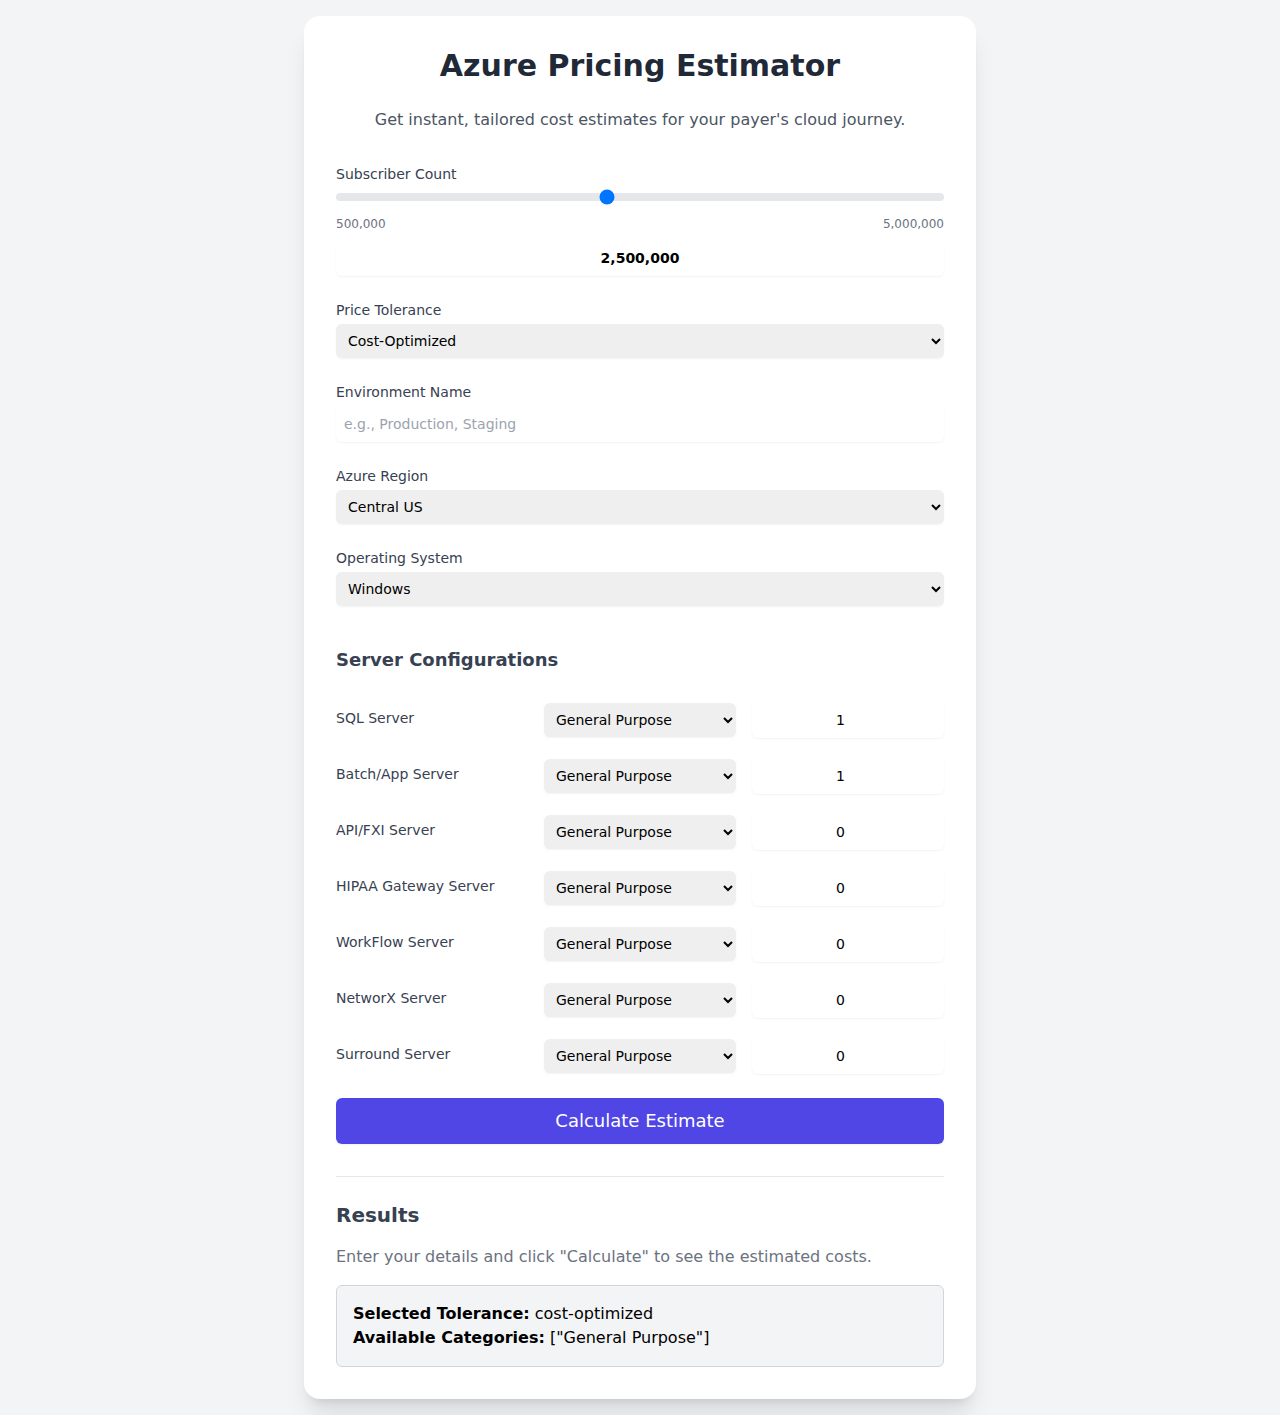 Azure Pricing Estimator
Get instant, tailored cost estimates for your payer's cloud journey.
Subscriber Count
500,000 5,000,000
2,500,000
Price Tolerance
Cost-Optimized
Environment Name
e.g., Production, Staging
Azure Region
Central US
Operating System
Windows
Server Configurations
SQL Server General Purpose 1
Batch/App Server General Purpose 1
API/FXI Server General Purpose 0
HIPAA Gateway Server General Purpose 0
WorkFlow Server General Purpose 0
NetworX Server General Purpose 0
Surround Server General Purpose 0
Calculate Estimate
Results
Enter your details and click "Calculate" to see the estimated costs.
Selected Tolerance: cost-optimized
Available Categories: ["General Purpose"]